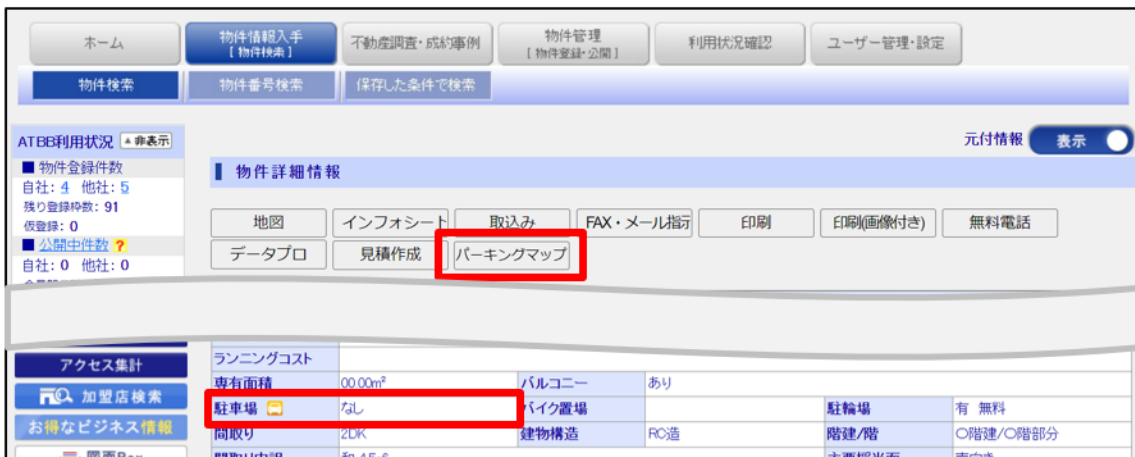 ホーム
物件情報入手
[ 物件検索 ]
不動産調査・成約事例
物件管理
[ 物件登録・公開 ]
利用状況確認
ユーザー管理・設定
物件検索
物件番号検索
保存した条件で検索
ATBB利用状況 ▲非表示
元付情報 表示
■ 物件登録件数
自社: 4 他社: 5
残り登録枠数: 91
仮登録: 0
■ 公開中件数 ?
自社: 0 他社: 0
物件詳細情報
地図 インフォシート 取込み FAX・メール指示 印刷 印刷(画像付き) 無料電話
データプロ 見積作成 パーキングマップ
アクセス集計
加盟店検索
お得なビジネス情報
ランニングコスト
専有面積 00.00m² バルコニー あり
駐車場 なし バイク置場 駐輪場 有 無料
間取り 2DK 建物構造 RC造 階建/階 〇階建/〇階部分